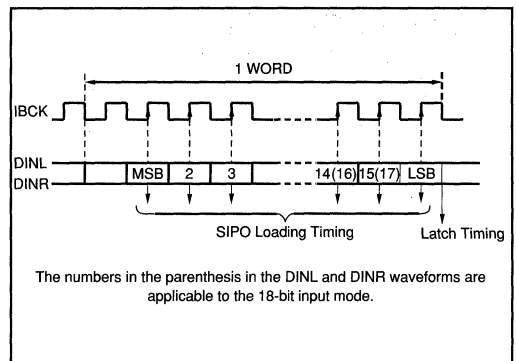 1 WORD
IBCK
DINL
DINR
MSB 2 3 14(16) 15(17) LSB
SIPO Loading Timing
Latch Timing
The numbers in the parenthesis in the DINL and DINR waveforms are
applicable to the 18-bit input mode.